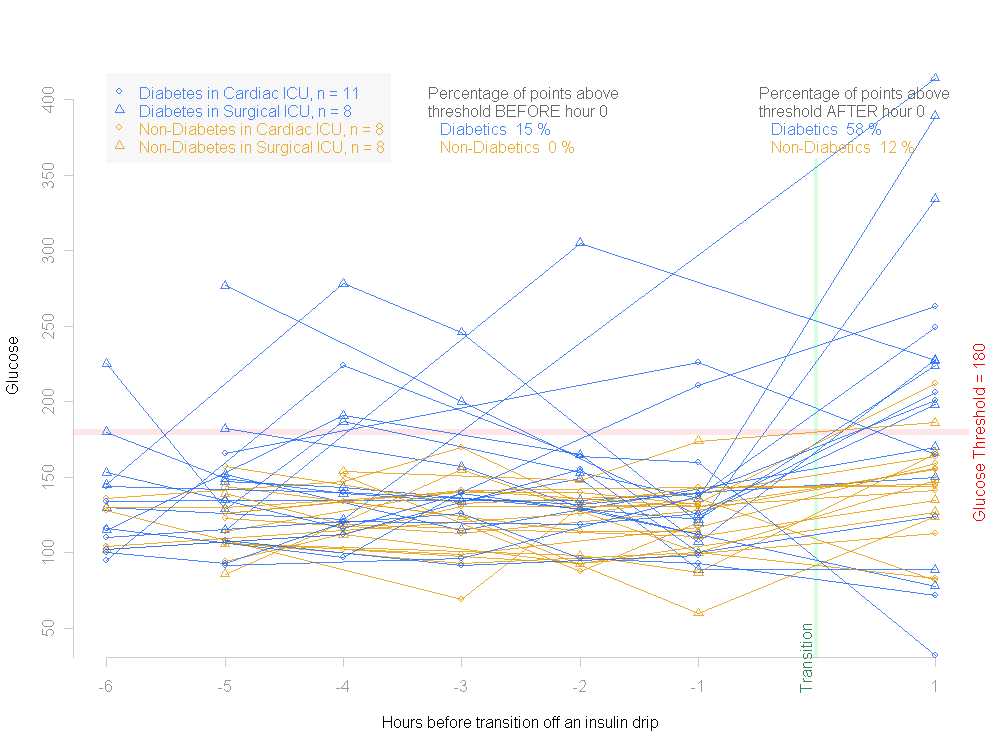 Diabetes in Cardiac ICU, n = 11
Diabetes in Surgical ICU, n = 8
Non-Diabetes in Cardiac ICU, n = 8
Non-Diabetes in Surgical ICU, n = 8
Percentage of points above
threshold BEFORE hour 0
Diabetics 15 %
Non-Diabetics 0 %
Percentage of points above
threshold AFTER hour 0
Diabetics 58 %
Non-Diabetics 12 %
Glucose
400
350
300
250
200
150
100
50
Glucose Threshold = 180
Transition
-6 -5 -4 -3 -2 -1 1
Hours before transition off an insulin drip